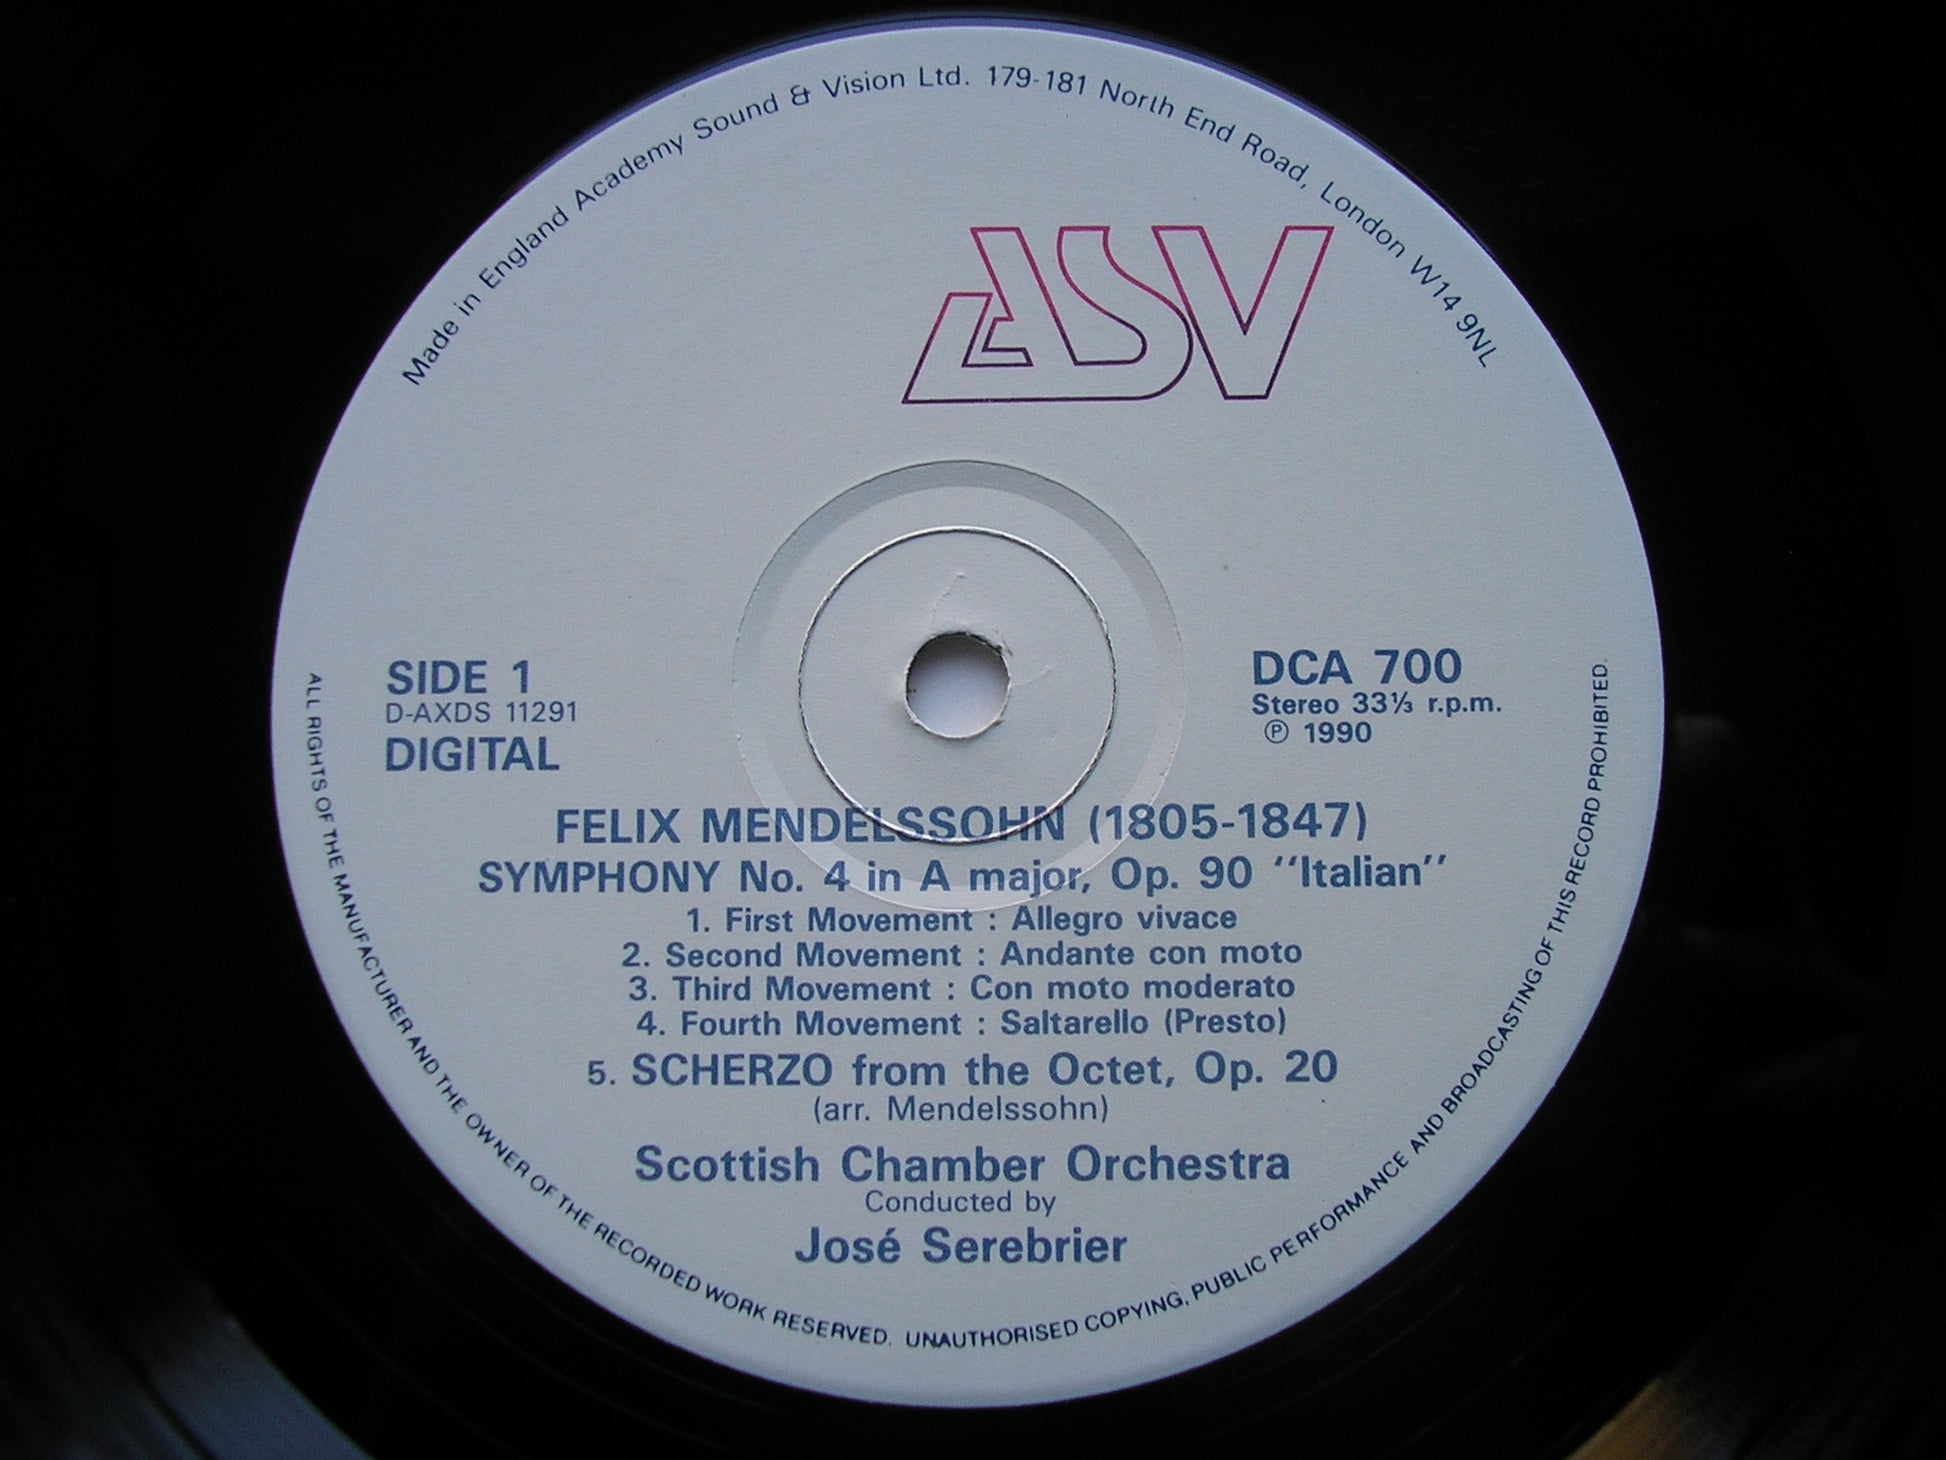 Made in England Academy Sound & Vision Ltd. 179-181 North End Road, London W14 9NL
ASV
SIDE 1
D-AXDS 11291
DIGITAL
DCA 700
Stereo 33⅓ r.p.m.
℗ 1990
FELIX MENDELSSOHN (1805-1847)
SYMPHONY No. 4 in A major, Op. 90 "Italian"
1. First Movement : Allegro vivace
2. Second Movement : Andante con moto
3. Third Movement : Con moto moderato
4. Fourth Movement : Saltarello (Presto)
5. SCHERZO from the Octet, Op. 20
(arr. Mendelssohn)
Scottish Chamber Orchestra
Conducted by
José Serebrier
ALL RIGHTS OF THE MANUFACTURER AND THE OWNER OF THE RECORDED WORK RESERVED. UNAUTHORISED COPYING, PUBLIC PERFORMANCE AND BROADCASTING OF THIS RECORD PROHIBITED.